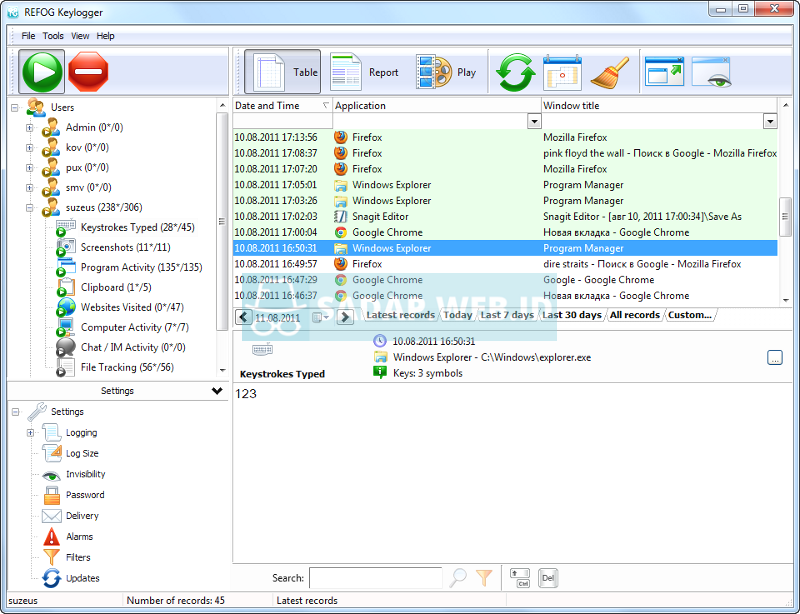 REFOG Keylogger
File Tools View Help
Table Report Play
Users
Admin (0*/0)
kov (0*/0)
pux (0*/0)
smv (0*/0)
suzeus (238*/306)
Keystrokes Typed (28*/45)
Screenshots (11*/11)
Program Activity (135*/135)
Clipboard (1*/5)
Websites Visited (0*/47)
Computer Activity (7*/7)
Chat / IM Activity (0*/0)
File Tracking (56*/56)
Settings
Settings
Logging
Log Size
Invisibility
Password
Delivery
Alarms
Filters
Updates
Date and Time Application Window title
10.08.2011 17:13:56 Firefox Mozilla Firefox
10.08.2011 17:08:37 Firefox pink floyd the wall - Поиск в Google - Mozilla Firefox
10.08.2011 17:07:20 Firefox Mozilla Firefox
10.08.2011 17:05:01 Windows Explorer Program Manager
10.08.2011 17:03:26 Windows Explorer Program Manager
10.08.2011 17:02:03 Snagit Editor Snagit Editor - [авг 10, 2011 17:00:34]\Save As
10.08.2011 17:00:04 Google Chrome Новая вкладка - Google Chrome
10.08.2011 16:50:31 Windows Explorer Program Manager
10.08.2011 16:49:57 Firefox dire straits - Поиск в Google - Mozilla Firefox
10.08.2011 16:47:29 Google Chrome Google - Google Chrome
10.08.2011 16:46:37 Google Chrome Новая вкладка - Google Chrome
SADAP WEB.ID
11.08.2011 Latest records Today Last 7 days Last 30 days All records Custom...
10.08.2011 16:50:31
Windows Explorer - C:\Windows\explorer.exe
...
Keystrokes Typed Keys: 3 symbols
123
Search: Ctrl Del
suzeus Number of records: 45 Latest records